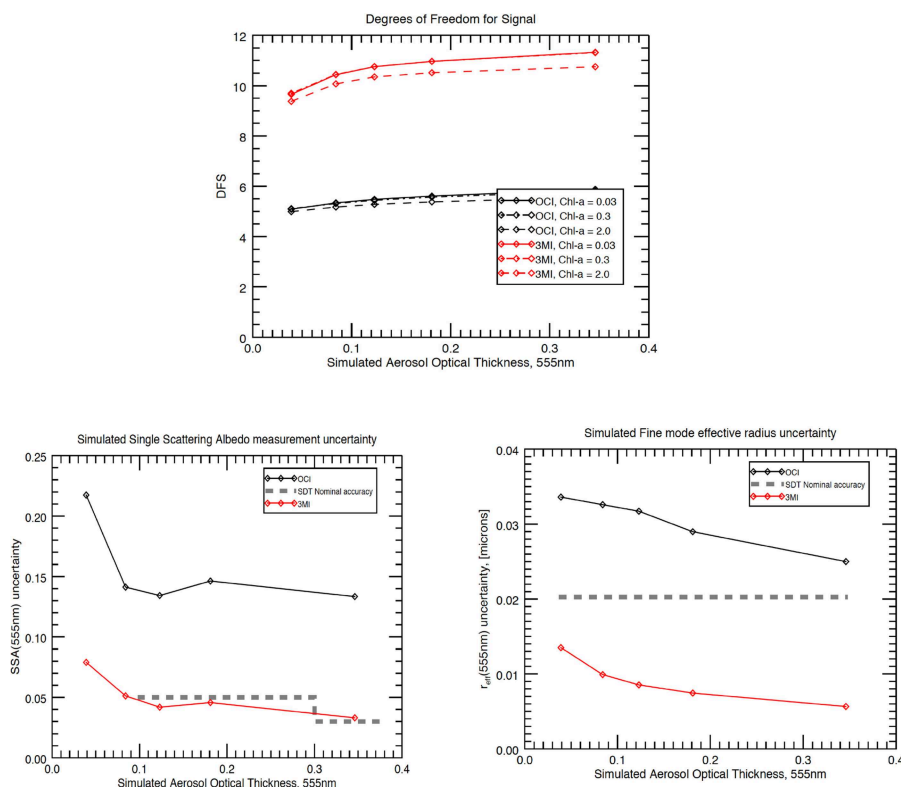 Degrees of Freedom for Signal
12
10
8
6
4
2
0
DFS
OCI, Chl-a = 0.03
OCI, Chl-a = 0.3
OCI, Chl-a = 2.0
3MI, Chl-a = 0.03
3MI, Chl-a = 0.3
3MI, Chl-a = 2.0
0.0 0.1 0.2 0.3 0.4
Simulated Aerosol Optical Thickness, 555nm
Simulated Single Scattering Albedo measurement uncertainty
0.25
0.20
0.15
0.10
0.05
0.00
SSA(555nm) uncertainty
OCI
SDT Nominal accuracy
3MI
0.0 0.1 0.2 0.3 0.4
Simulated Aerosol Optical Thickness, 555nm
Simulated Fine mode effective radius uncertainty
0.04
0.03
0.02
0.01
0.00
reff(555nm) uncertainty, [microns]
OCI
SDT Nominal accuracy
3MI
0.0 0.1 0.2 0.3 0.4
Simulated Aerosol Optical Thickness, 555nm